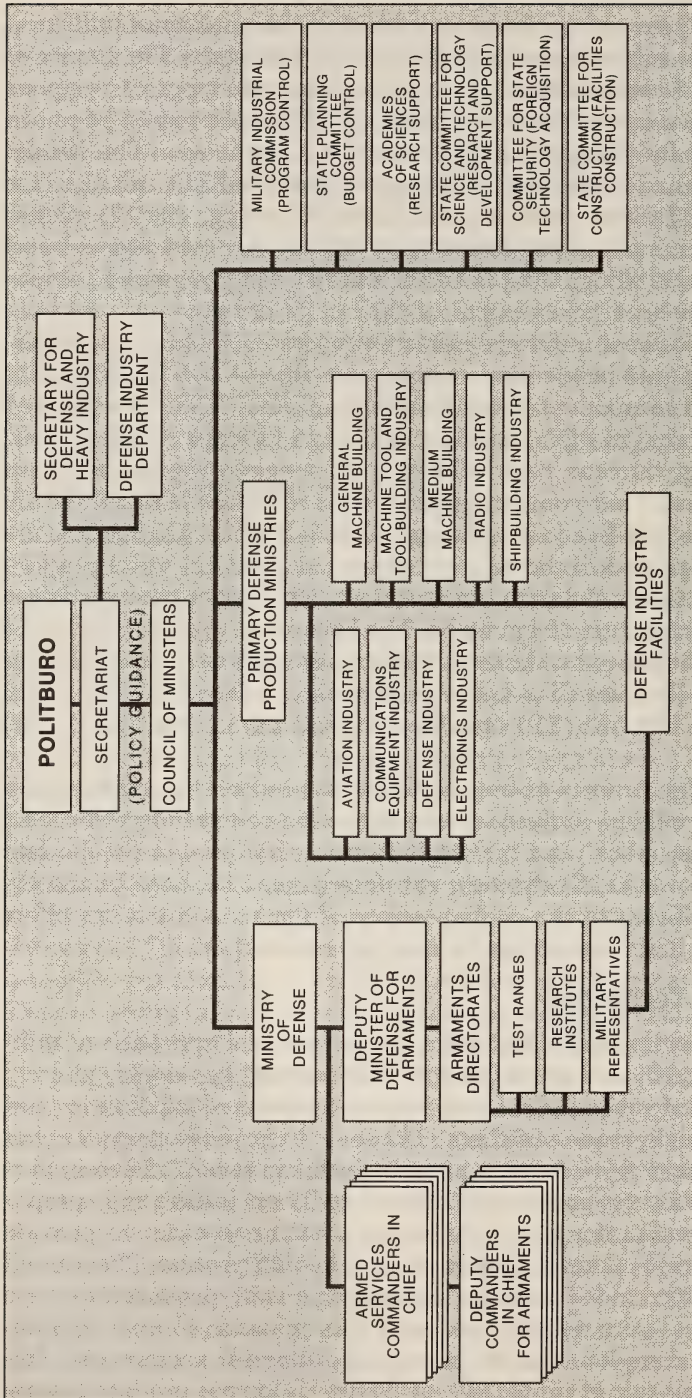 POLITBURO
SECRETARIAT
(POLICY GUIDANCE)
COUNCIL OF MINISTERS
SECRETARY FOR
DEFENSE AND
HEAVY INDUSTRY
DEFENSE INDUSTRY
DEPARTMENT
MINISTRY
OF
DEFENSE
ARMED
SERVICES
COMMANDERS IN
CHIEF
DEPUTY
COMMANDERS
IN CHIEF
FOR ARMAMENTS
DEPUTY
MINISTER OF
DEFENSE FOR
ARMAMENTS
ARMAMENTS
DIRECTORATES
TEST RANGES
RESEARCH
INSTITUTES
MILITARY
REPRESENTATIVES
PRIMARY DEFENSE
PRODUCTION MINISTRIES
AVIATION INDUSTRY
COMMUNICATIONS
EQUIPMENT INDUSTRY
DEFENSE INDUSTRY
ELECTRONICS INDUSTRY
GENERAL
MACHINE BUILDING
MACHINE TOOL AND
TOOL-BUILDING INDUSTRY
MEDIUM
MACHINE BUILDING
RADIO INDUSTRY
SHIPBUILDING INDUSTRY
DEFENSE INDUSTRY
FACILITIES
MILITARY INDUSTRIAL
COMMISSION
(PROGRAM CONTROL)
STATE PLANNING
COMMITTEE
(BUDGET CONTROL)
ACADEMIES
OF SCIENCES
(RESEARCH SUPPORT)
STATE COMMITTEE FOR
SCIENCE AND TECHNOLOGY
(RESEARCH AND
DEVELOPMENT SUPPORT)
COMMITTEE FOR STATE
SECURITY (FOREIGN
TECHNOLOGY ACQUISITION)
STATE COMMITTEE FOR
CONSTRUCTION (FACILITIES
CONSTRUCTION)